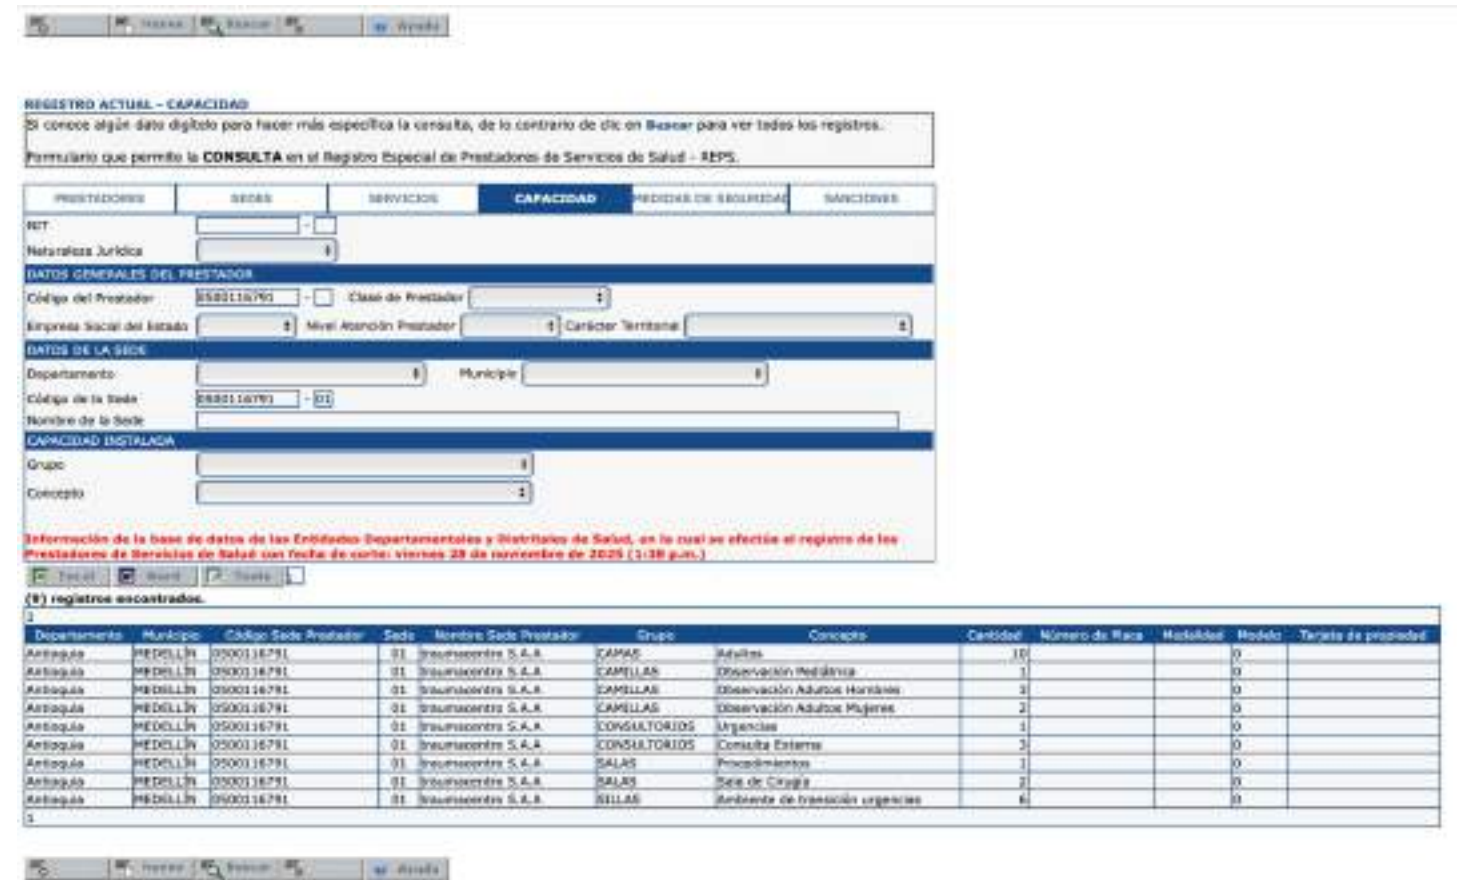 Nuevo Buscar Ayuda
REGISTRO ACTUAL - CAPACIDAD
Si conoce algún dato digítelo para hacer más específica la consulta, de lo contrario de clic en Buscar para ver todos los registros.
Formulario que permite la CONSULTA en el Registro Especial de Prestadores de Servicios de Salud - REPS.
PRESTADORES SEDES SERVICIOS CAPACIDAD MEDIDAS DE SEGURIDAD SANCIONES
NIT -
Naturaleza Jurídica
DATOS GENERALES DEL PRESTADOR
Código del Prestador 0500116791 - Clase de Prestador
Empresa Social del Estado Nivel Atención Prestador Carácter Territorial
DATOS DE LA SEDE
Departamento Municipio
Código de la Sede 0500116791 - 01
Nombre de la Sede
CAPACIDAD INSTALADA
Grupo
Concepto
Información de la base de datos de las Entidades Departamentales y Distritales de Salud, en la cual se efectúa el registro de los
Prestadores de Servicios de Salud con fecha de corte: viernes 28 de noviembre de 2025 (1:38 p.m.)
Excel Word Texto
(9) registros encontrados.
1
Departamento Municipio Código Sede Prestador Sede Nombre Sede Prestador Grupo Concepto Cantidad Número de Placa Modalidad Modelo Tarjeta de propiedad
Antioquia MEDELLÍN 0500116791 01 traumacentro S.A.A CAMAS Adultos 10 0
Antioquia MEDELLÍN 0500116791 01 traumacentro S.A.A CAMILLAS Observación Pediátrica 1 0
Antioquia MEDELLÍN 0500116791 01 traumacentro S.A.A CAMILLAS Observación Adultos Hombres 3 0
Antioquia MEDELLÍN 0500116791 01 traumacentro S.A.A CAMILLAS Observación Adultos Mujeres 2 0
Antioquia MEDELLÍN 0500116791 01 traumacentro S.A.A CONSULTORIOS Urgencias 1 0
Antioquia MEDELLÍN 0500116791 01 traumacentro S.A.A CONSULTORIOS Consulta Externa 3 0
Antioquia MEDELLÍN 0500116791 01 traumacentro S.A.A SALAS Procedimientos 1 0
Antioquia MEDELLÍN 0500116791 01 traumacentro S.A.A SALAS Sala de Cirugía 2 0
Antioquia MEDELLÍN 0500116791 01 traumacentro S.A.A SILLAS Ambiente de transición urgencias 6 0
1
Nuevo Buscar Ayuda